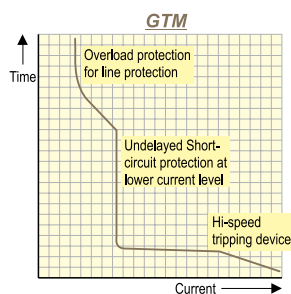 GTM
Time
Overload protection
for line protection
Undelayed Short-
circuit protection at
lower current level
Hi-speed
tripping device
Current